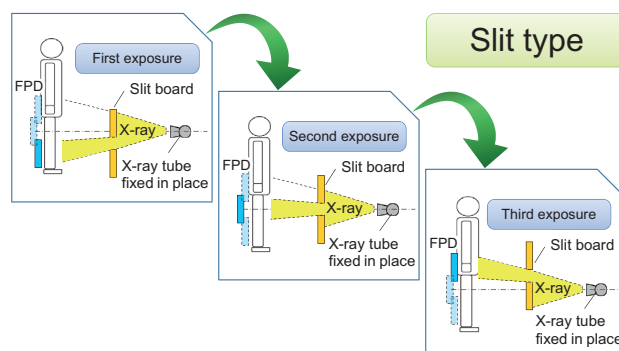 Slit type
First exposure
FPD
Slit board
X-ray
X-ray tube
fixed in place
Second exposure
FPD
Slit board
X-ray
X-ray tube
fixed in place
Third exposure
FPD
Slit board
X-ray
X-ray tube
fixed in place